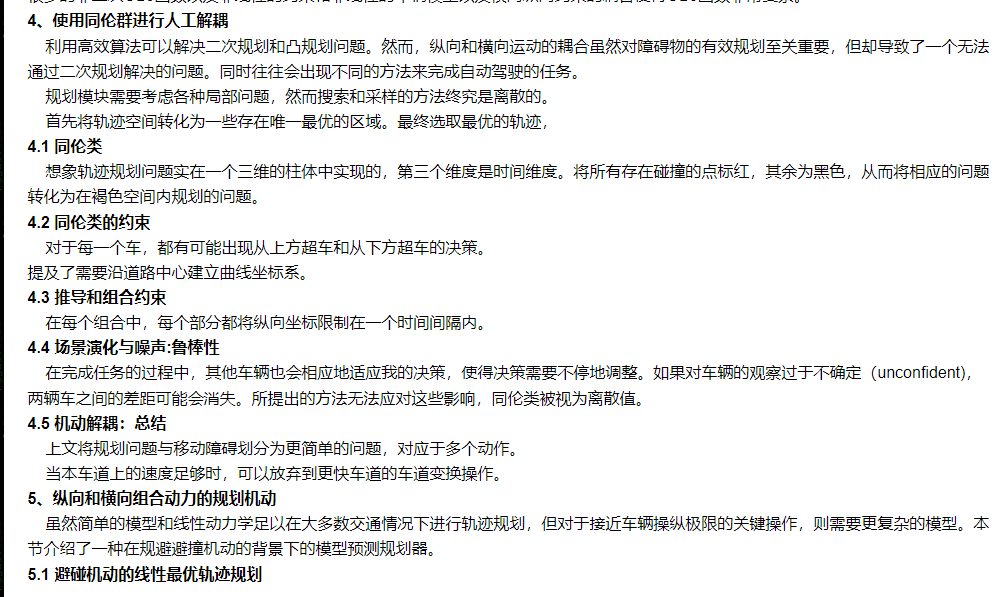 4、使用同伦群进行人工解耦
利用高效算法可以解决二次规划和凸规划问题。然而，纵向和横向运动的耦合虽然对障碍物的有效规划至关重要，但却导致了一个无法
通过二次规划解决的问题。同时往往会出现不同的方法来完成自动驾驶的任务。
规划模块需要考虑各种局部问题，然而搜索和采样的方法终究是离散的。
首先将轨迹空间转化为一些存在唯一最优的区域。最终选取最优的轨迹，
4.1 同伦类
想象轨迹规划问题实在一个三维的柱体中实现的，第三个维度是时间维度。将所有存在碰撞的点标红，其余为黑色，从而将相应的问题
转化为在褐色空间内规划的问题。
4.2 同伦类的约束
对于每一个车，都有可能出现从上方超车和从下方超车的决策。
提及了需要沿道路中心建立曲线坐标系。
4.3 推导和组合约束
在每个组合中，每个部分都将纵向坐标限制在一个时间间隔内。
4.4 场景演化与噪声:鲁棒性
在完成任务的过程中，其他车辆也会相应地适应我的决策，使得决策需要不停地调整。如果对车辆的观察过于不确定（unconfident)，
两辆车之间的差距可能会消失。所提出的方法无法应对这些影响，同伦类被视为离散值。
4.5 机动解耦：总结
上文将规划问题与移动障碍划分为更简单的问题，对应于多个动作。
当本车道上的速度足够时，可以放弃到更快车道的车道变换操作。
5、纵向和横向组合动力的规划机动
虽然简单的模型和线性动力学足以在大多数交通情况下进行轨迹规划，但对于接近车辆操纵极限的关键操作，则需要更复杂的模型。本
节介绍了一种在规避避撞机动的背景下的模型预测规划器。
5.1 避碰机动的线性最优轨迹规划